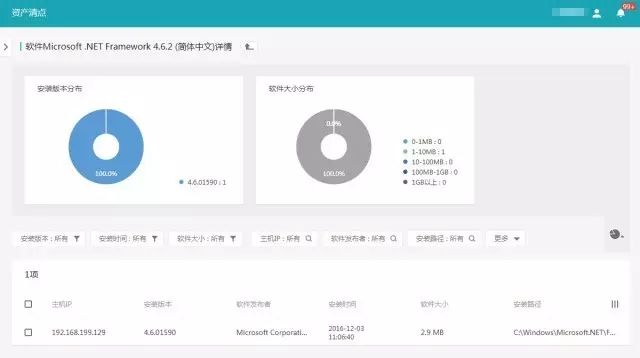 资产清点
99+
软件Microsoft .NET Framework 4.6.2 (简体中文)详情
安装版本分布
100.0%
4.6.01590 : 1
软件大小分布
0.0%
100.0%
0-1MB : 0
1-10MB : 1
10-100MB : 0
100MB-1GB : 0
1GB以上 : 0
安装版本 : 所有 安装时间 : 所有 软件大小 : 所有 主机IP : 所有 软件发布者 : 所有 安装路径 : 所有 更多
1项
主机IP 安装版本 软件发布者 安装时间 软件大小 安装路径
192.168.199.129 4.6.01590 Microsoft Corporati... 2016-12-03 11:06:40 2.9 MB C:\Windows\Microsoft.NET\F...